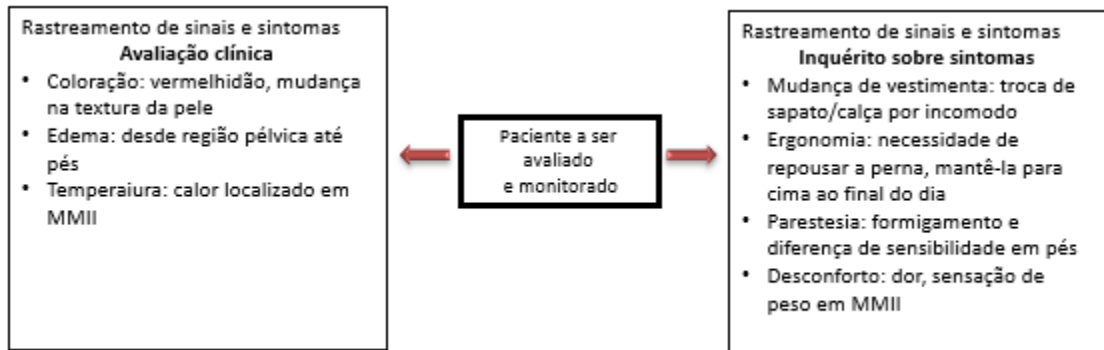 Rastreamento de sinais e sintomas
Avaliação clínica
• Coloração: vermelhidão, mudança
na textura da pele
• Edema: desde região pélvica até
pés
• Temperaiura: calor localizado em
MMII
Paciente a ser
avaliado
e monitorado
Rastreamento de sinais e sintomas
Inquérito sobre sintomas
• Mudança de vestimenta: troca de
sapato/calça por incomodo
• Ergonomia: necessidade de
repousar a perna, mantê-la para
cima ao final do dia
• Parestesia: formigamento e
diferença de sensibilidade em pés
• Desconforto: dor, sensação de
peso em MMII